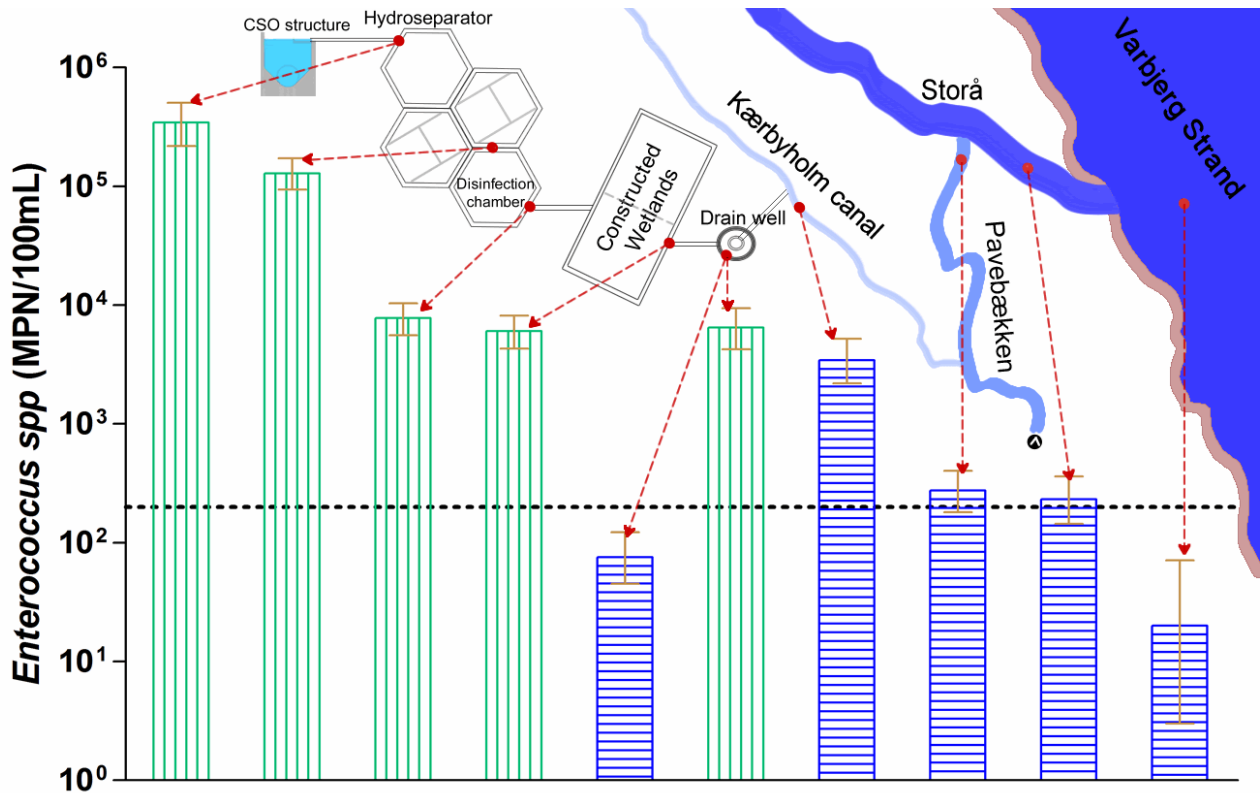 CSO structure
Hydroseparator
Disinfection
chamber
Constructed
Wetlands
Drain well
Kærbyholm canal
Storå
Pavebækken
Varbjerg Strand
Enterococcus spp (MPN/100mL)
10⁶
10⁵
10⁴
10³
10²
10¹
10⁰